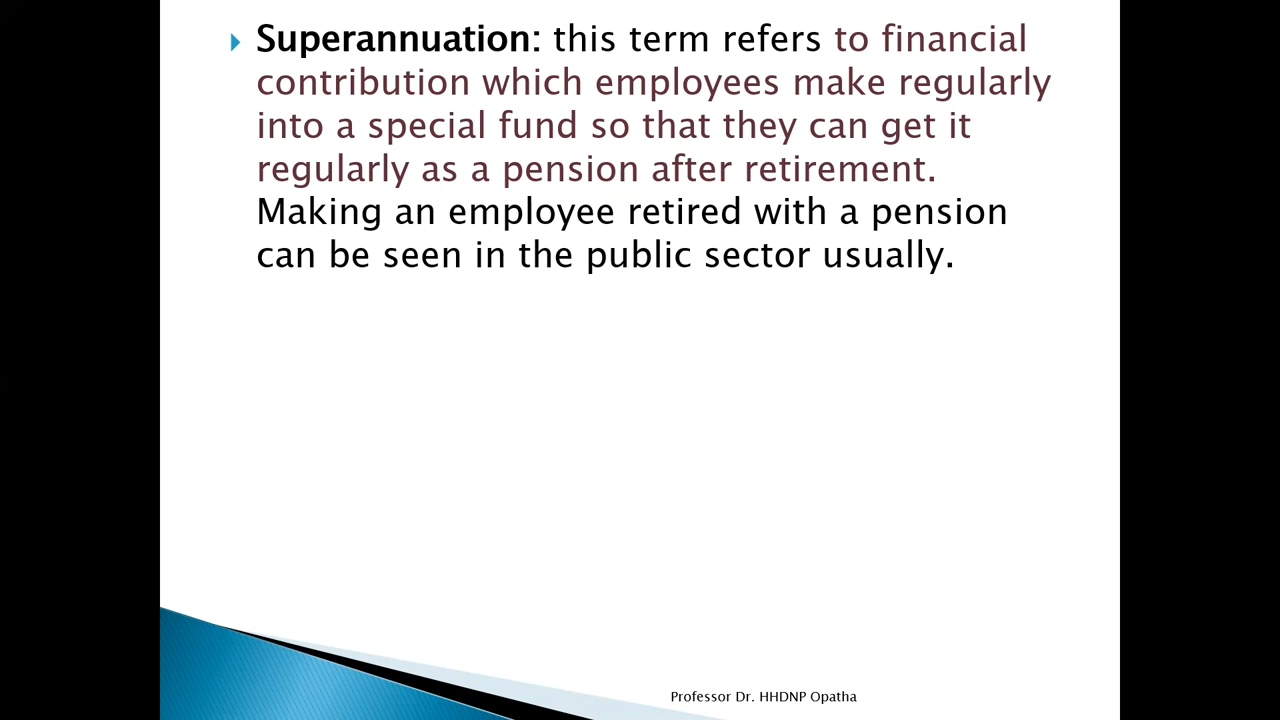 Superannuation: this term refers to financial
contribution which employees make regularly
into a special fund so that they can get it
regularly as a pension after retirement.
Making an employee retired with a pension
can be seen in the public sector usually.
Professor Dr. HHDNP Opatha